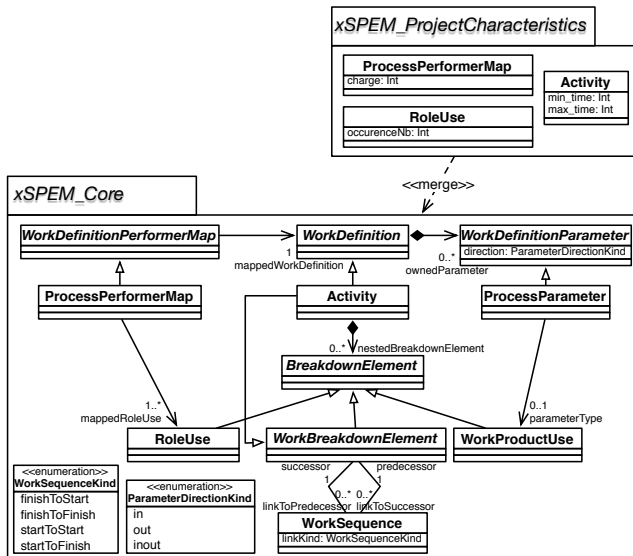 xSPEM_ProjectCharacteristics
ProcessPerformerMap
charge: Int
Activity
min_time: Int
max_time: Int
RoleUse
occurenceNb: Int
<<merge>>
xSPEM_Core
WorkDefinitionPerformerMap
WorkDefinition
WorkDefinitionParameter
direction: ParameterDirectionKind
1
mappedWorkDefinition
0..*
ownedParameter
ProcessPerformerMap
Activity
ProcessParameter
0..*
nestedBreakdownElement
BreakdownElement
1..*
mappedRoleUse
0..1
parameterType
RoleUse
WorkBreakdownElement
WorkProductUse
successor
predecessor
1
1
0..*
0..*
linkToPredecessor
linkToSuccessor
WorkSequence
linkKind: WorkSequenceKind
<<enumeration>>
WorkSequenceKind
finishToStart
finishToFinish
startToStart
startToFinish
<<enumeration>>
ParameterDirectionKind
in
out
inout